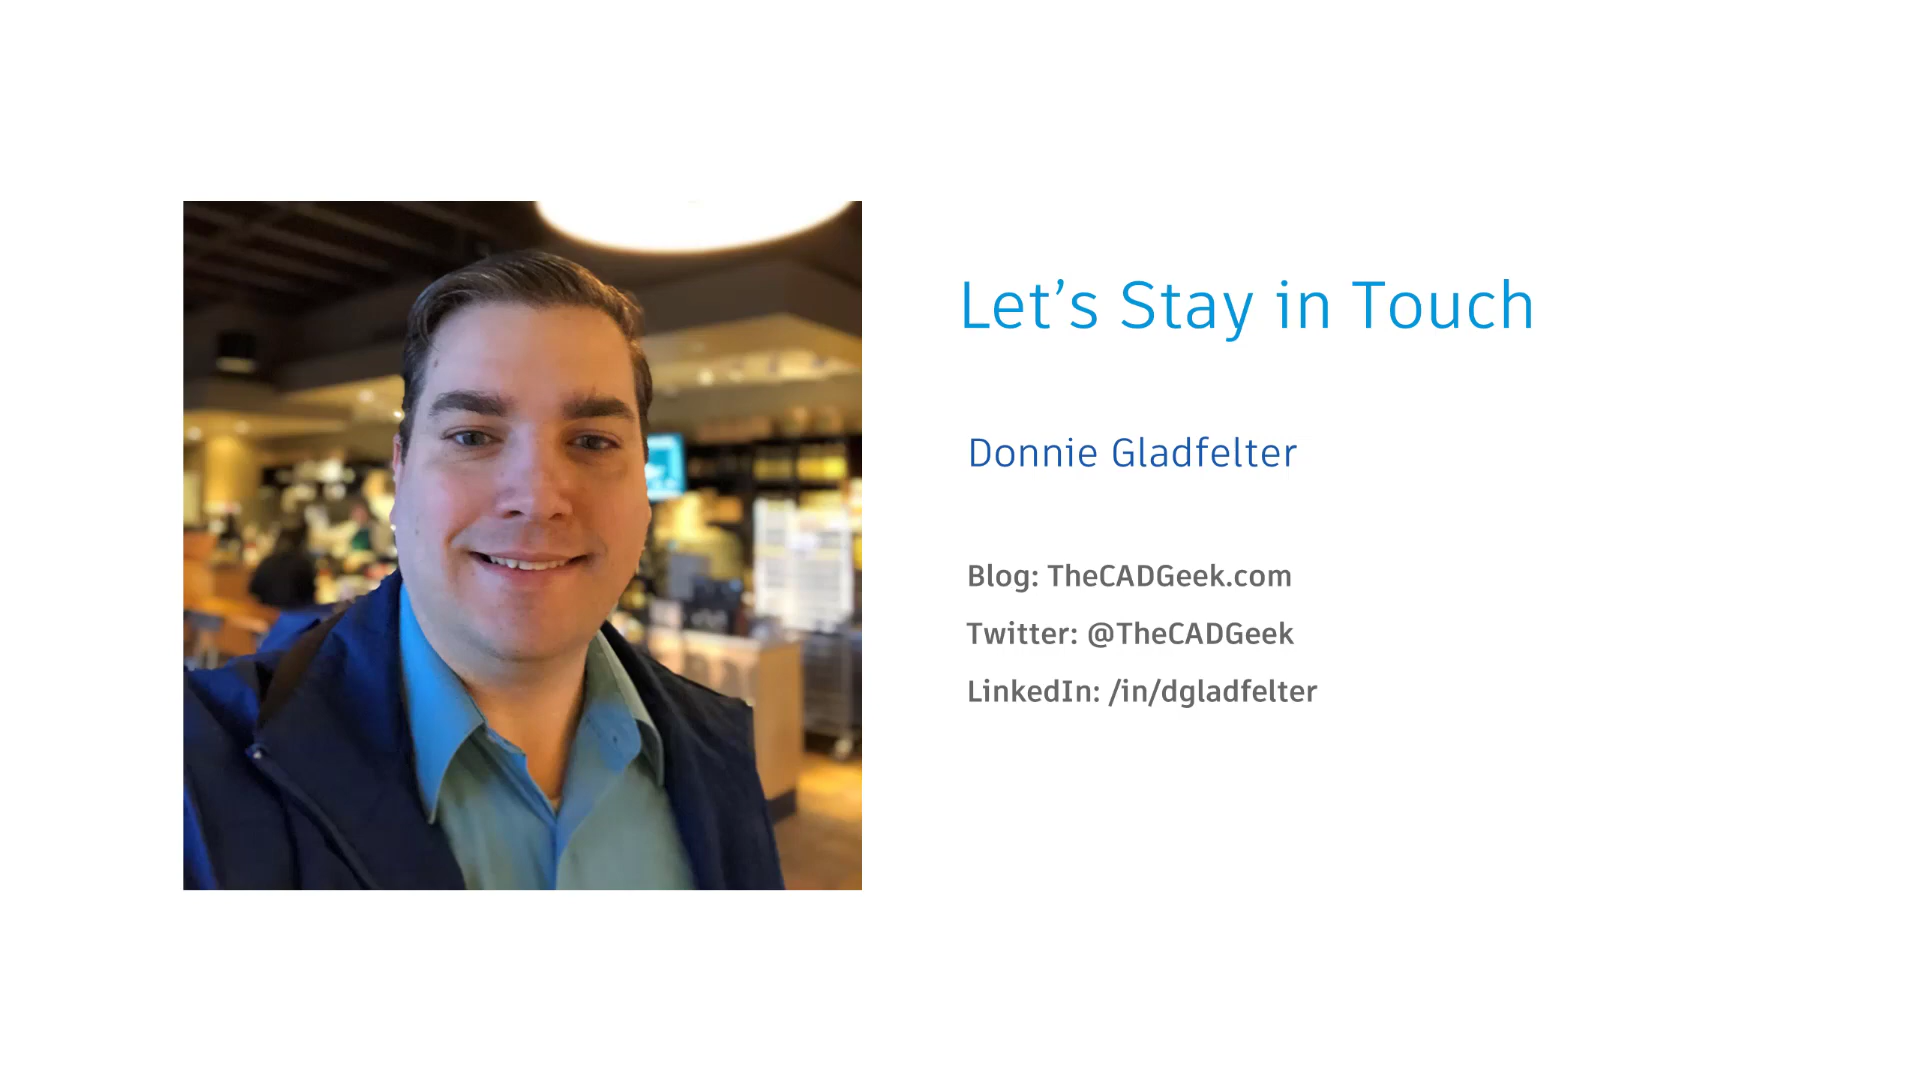 Let’s Stay in Touch
Donnie Gladfelter
Blog: TheCADGeek.com
Twitter: @TheCADGeek
LinkedIn: /in/dgladfelter